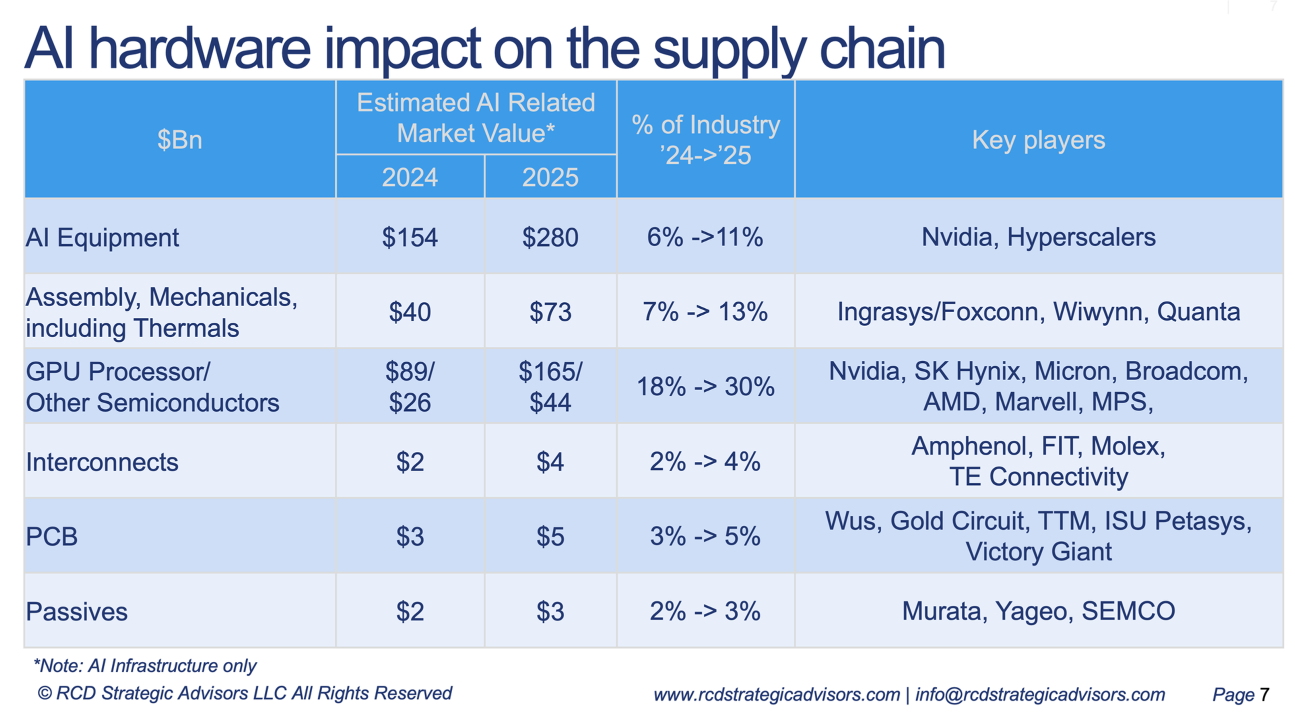 7
AI hardware impact on the supply chain
$Bn
Estimated AI Related
Market Value*
2024
2025
% of Industry
’24->’25
Key players
AI Equipment
$154
$280
6% ->11%
Nvidia, Hyperscalers
Assembly, Mechanicals,
including Thermals
$40
$73
7% -> 13%
Ingrasys/Foxconn, Wiwynn, Quanta
GPU Processor/
Other Semiconductors
$89/
$26
$165/
$44
18% -> 30%
Nvidia, SK Hynix, Micron, Broadcom,
AMD, Marvell, MPS,
Interconnects
$2
$4
2% -> 4%
Amphenol, FIT, Molex,
TE Connectivity
PCB
$3
$5
3% -> 5%
Wus, Gold Circuit, TTM, ISU Petasys,
Victory Giant
Passives
$2
$3
2% -> 3%
Murata, Yageo, SEMCO
*Note: AI Infrastructure only
© RCD Strategic Advisors LLC All Rights Reserved
www.rcdstrategicadvisors.com | info@rcdstrategicadvisors.com
Page 7